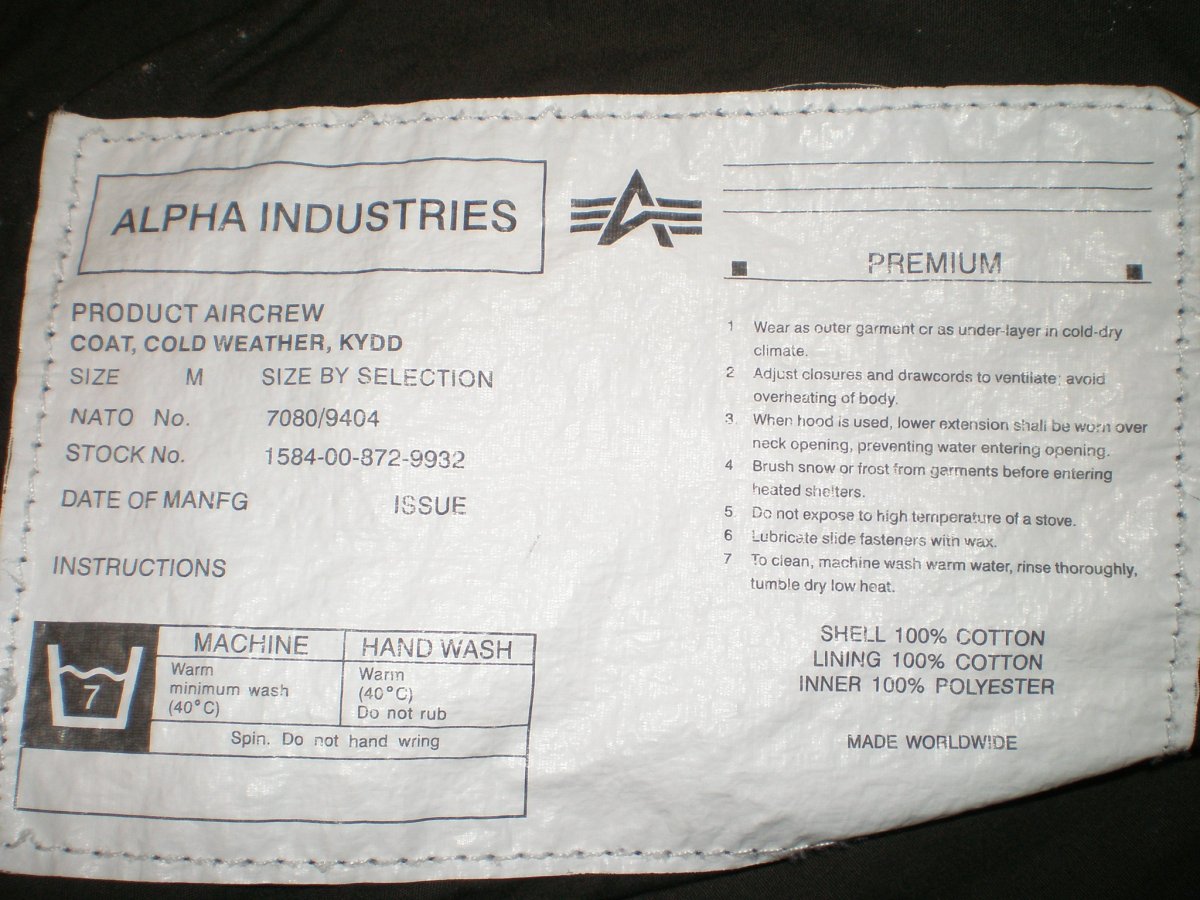 ALPHA INDUSTRIES
PRODUCT AIRCREW
COAT, COLD WEATHER, KYDD
SIZE M SIZE BY SELECTION
NATO No. 7080/9404
STOCK No. 1584-00-872-9932
DATE OF MANFG ISSUE
INSTRUCTIONS
MACHINE HAND WASH
7
Warm
minimum wash
(40°C)
Warm
(40°C)
Do not rub
Spin. Do not hand wring
PREMIUM
1 Wear as outer garment or as under-layer in cold-dry
climate.
2 Adjust closures and drawcords to ventilate; avoid
overheating of body.
3 When hood is used, lower extension shall be worn over
neck opening, preventing water entering opening.
4 Brush snow or frost from garments before entering
heated shelters.
5 Do not expose to high temperature of a stove.
6 Lubricate slide fasteners with wax.
7 To clean, machine wash warm water, rinse thoroughly,
tumble dry low heat.
SHELL 100% COTTON
LINING 100% COTTON
INNER 100% POLYESTER
MADE WORLDWIDE